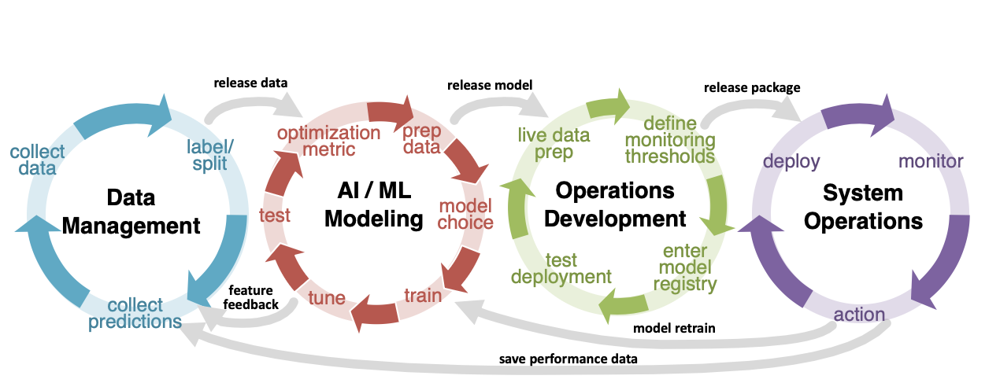 release data
release model
release package
collect
data
label/
split
Data
Management
collect
predictions
optimization
metric
prep
data
AI / ML
Modeling
test
model
choice
tune
train
feature
feedback
live data
prep
define
monitoring
thresholds
Operations
Development
test
deployment
enter
model
registry
deploy
monitor
System
Operations
action
model retrain
save performance data